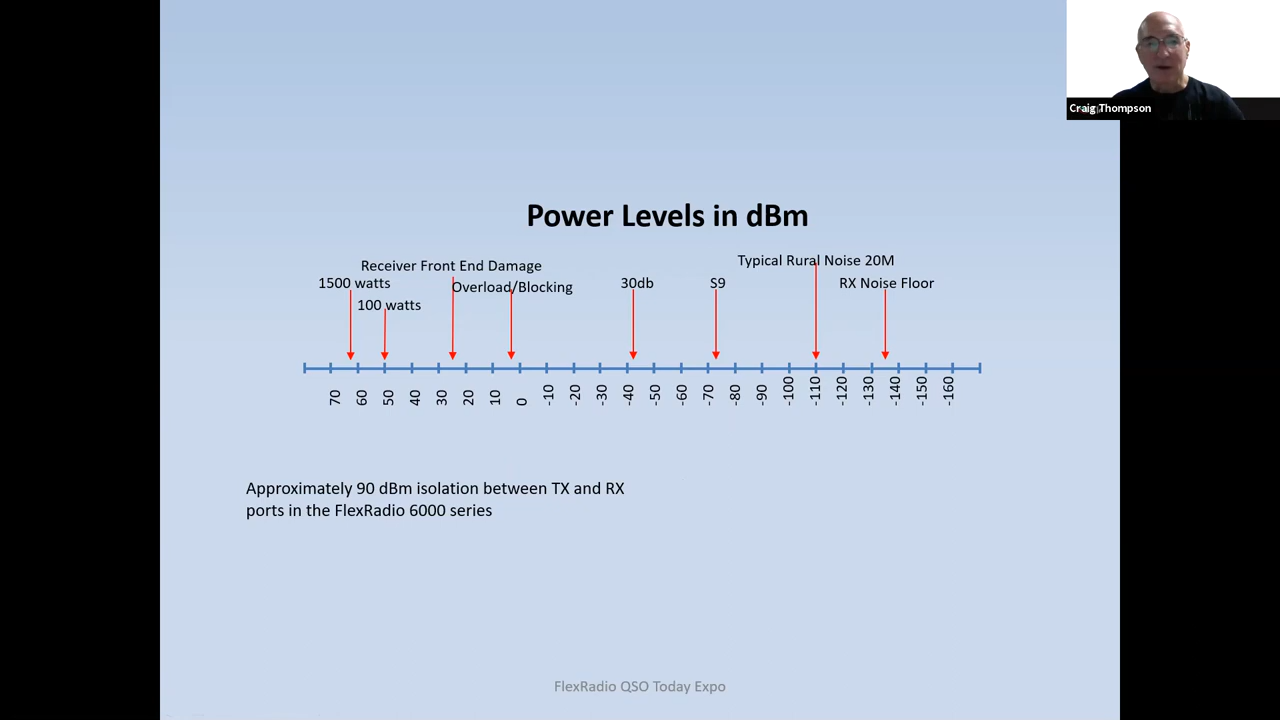 Craig Thompson
Power Levels in dBm
Typical Rural Noise 20M
Receiver Front End Damage
1500 watts
Overload/Blocking
30db
S9
RX Noise Floor
100 watts
70 60 50 40 30 20 10 0 -10 -20 -30 -40 -50 -60 -70 -80 -90 -100 -110 -120 -130 -140 -150 -160
Approximately 90 dBm isolation between TX and RX
ports in the FlexRadio 6000 series
FlexRadio QSO Today Expo